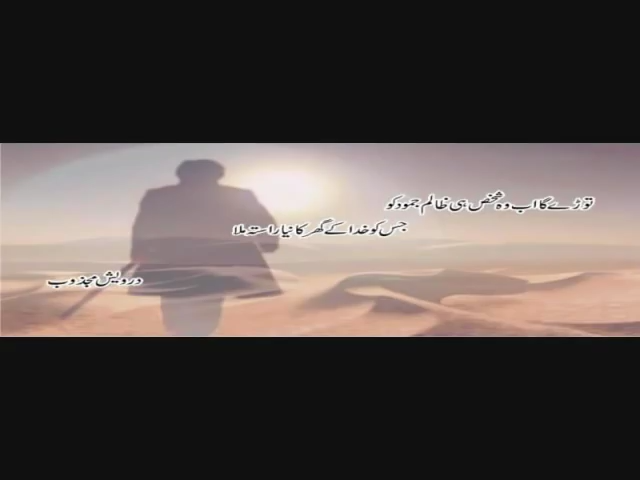 توڑے گا اب وہ شخص ہی ظالم جمود کو
جس کو خدا کے گھر کا نیا راستہ ملا
درویش مجذوب